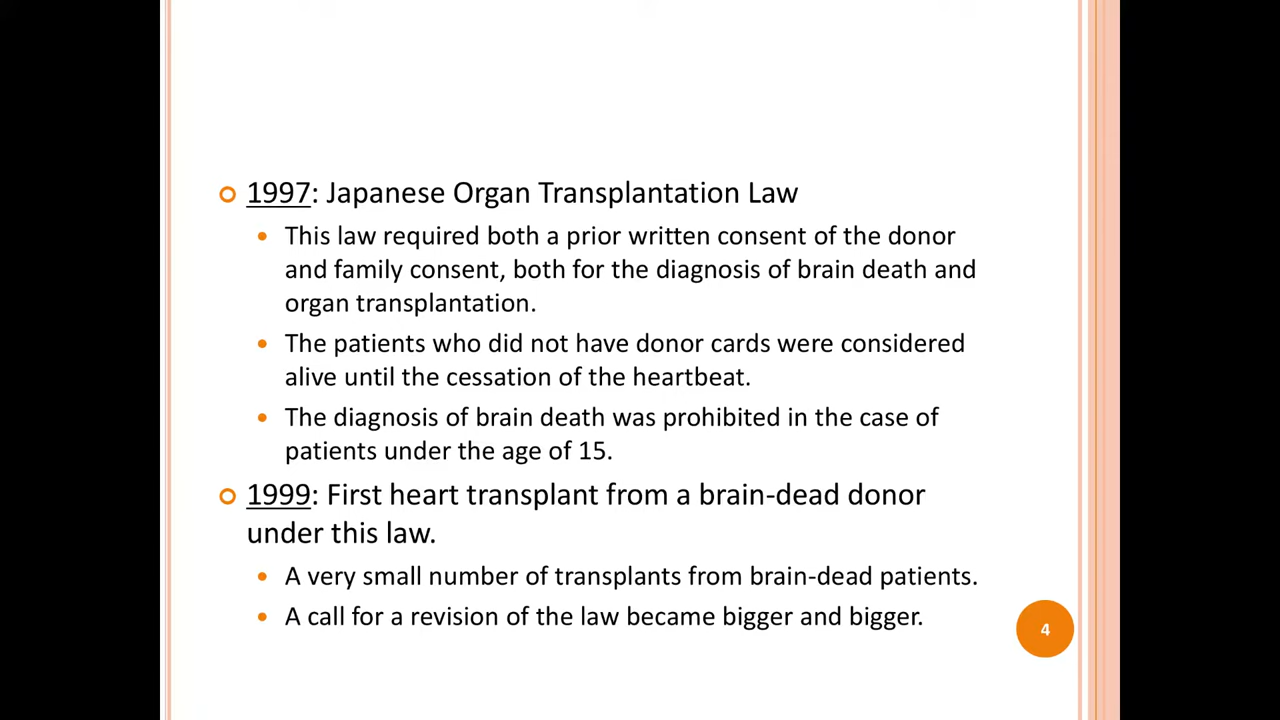 1997: Japanese Organ Transplantation Law
This law required both a prior written consent of the donor
and family consent, both for the diagnosis of brain death and
organ transplantation.
The patients who did not have donor cards were considered
alive until the cessation of the heartbeat.
The diagnosis of brain death was prohibited in the case of
patients under the age of 15.
1999: First heart transplant from a brain-dead donor
under this law.
A very small number of transplants from brain-dead patients.
A call for a revision of the law became bigger and bigger.
4